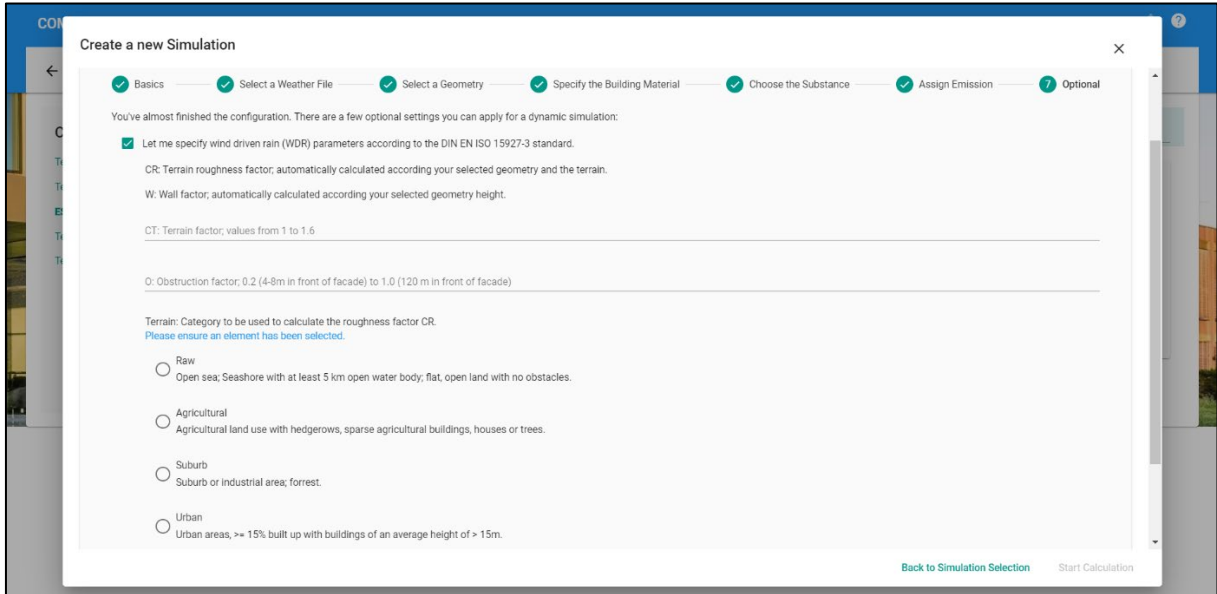 CON
Create a new Simulation
Basics
Select a Weather File
Select a Geometry
Specify the Building Material
Choose the Substance
Assign Emission
7 Optional
You've almost finished the configuration. There are a few optional settings you can apply for a dynamic simulation:
Let me specify wind driven rain (WDR) parameters according to the DIN EN ISO 15927-3 standard.
CR: Terrain roughness factor; automatically calculated according your selected geometry and the terrain.
W: Wall factor; automatically calculated according your selected geometry height.
CT: Terrain factor; values from 1 to 1.6
O: Obstruction factor; 0.2 (4-8m in front of facade) to 1.0 (120 m in front of facade)
Terrain: Category to be used to calculate the roughness factor CR.
Please ensure an element has been selected.
Raw
Open sea; Seashore with at least 5 km open water body; flat, open land with no obstacles.
Agricultural
Agricultural land use with hedgerows, sparse agricultural buildings, houses or trees.
Suburb
Suburb or industrial area; forrest.
Urban
Urban areas, >= 15% built up with buildings of an average height of > 15m.
Back to Simulation Selection
Start Calculation